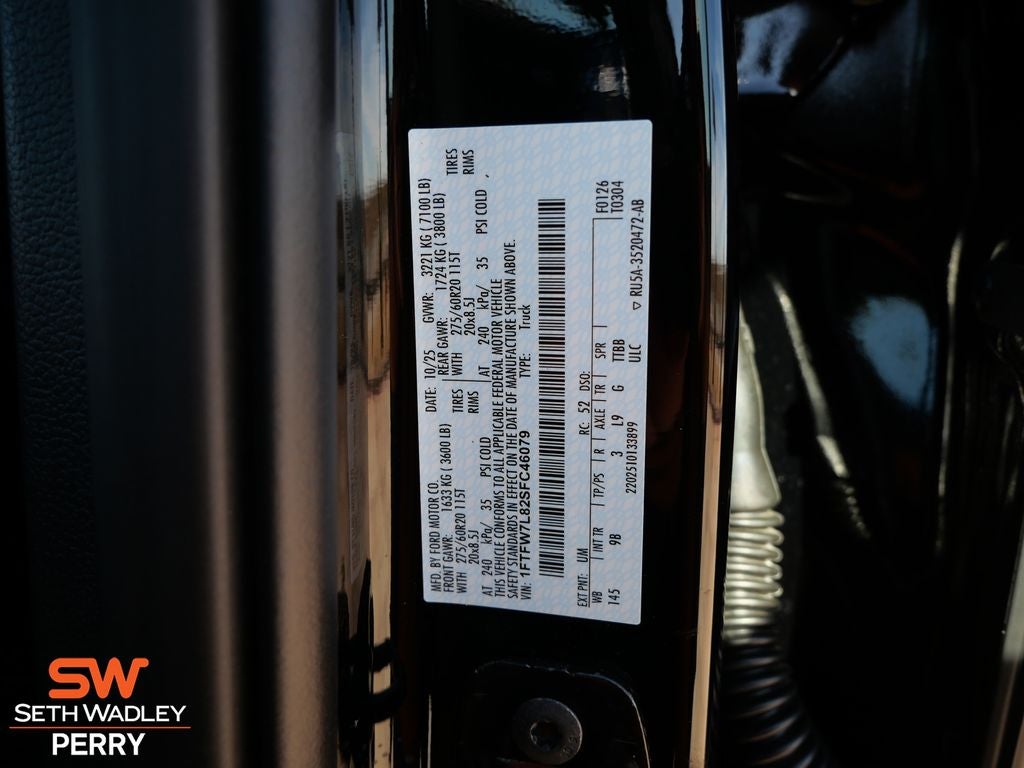 MFD. BY FORD MOTOR CO. DATE: 10/25 GVWR: 3221 KG ( 7100 LB)
FRONT GAWR: 1633 KG ( 3600 LB) REAR GAWR: 1724 KG ( 3800 LB)
WITH 275/60R20 115T TIRES WITH 275/60R20 115T TIRES
20x8.5J RIMS 20x8.5J RIMS
AT 240 kPa/ 35 PSI COLD AT 240 kPa/ 35 PSI COLD ,
THIS VEHICLE CONFORMS TO ALL APPLICABLE FEDERAL MOTOR VEHICLE
SAFETY STANDARDS IN EFFECT ON THE DATE OF MANUFACTURE SHOWN ABOVE.
VIN: 1FTFW7L82SFC46079 TYPE: Truck
EXT PNT: UM RC: 52 DSO: F0126
WB INT TR TP/PS R AXLE TR SPR T0304
145 9B 3 L9 G TTBB
2202510133899 ULC ▽ RU5A-3520472-AB
SW
SETH WADLEY
PERRY